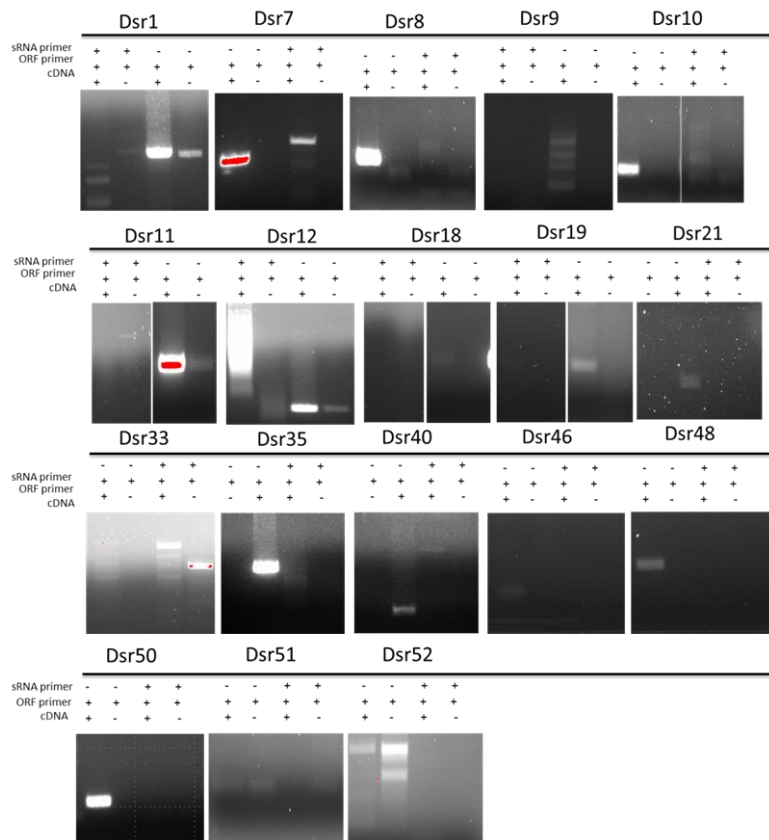 Dsr1 Dsr7 Dsr8 Dsr9 Dsr10
sRNA primer + + - - - - + + - - + + + + - - - - + +
ORF primer + + + + + + + + + + + + + + + + + + + +
cDNA + - + - + - + - + - + - + - + - + - + -
Dsr11 Dsr12 Dsr18 Dsr19 Dsr21
sRNA primer + + - - + + - - + + - - + + - - - - + +
ORF primer + + + + + + + + + + + + + + + + + + + +
cDNA + - + - + - + - + - + - + - + - - + + -
Dsr33 Dsr35 Dsr40 Dsr46 Dsr48
sRNA primer - - + + - - + + - - + + - - + + - - + +
ORF primer + + + + + + + + + + + + + + + + + + + +
cDNA + - + - - + + - - + + - + - + - + - + -
Dsr50 Dsr51 Dsr52
sRNA primer - - + + - - + + - - + +
ORF primer + + + + + + + + + + + +
cDNA + - + - + - + - + - + -